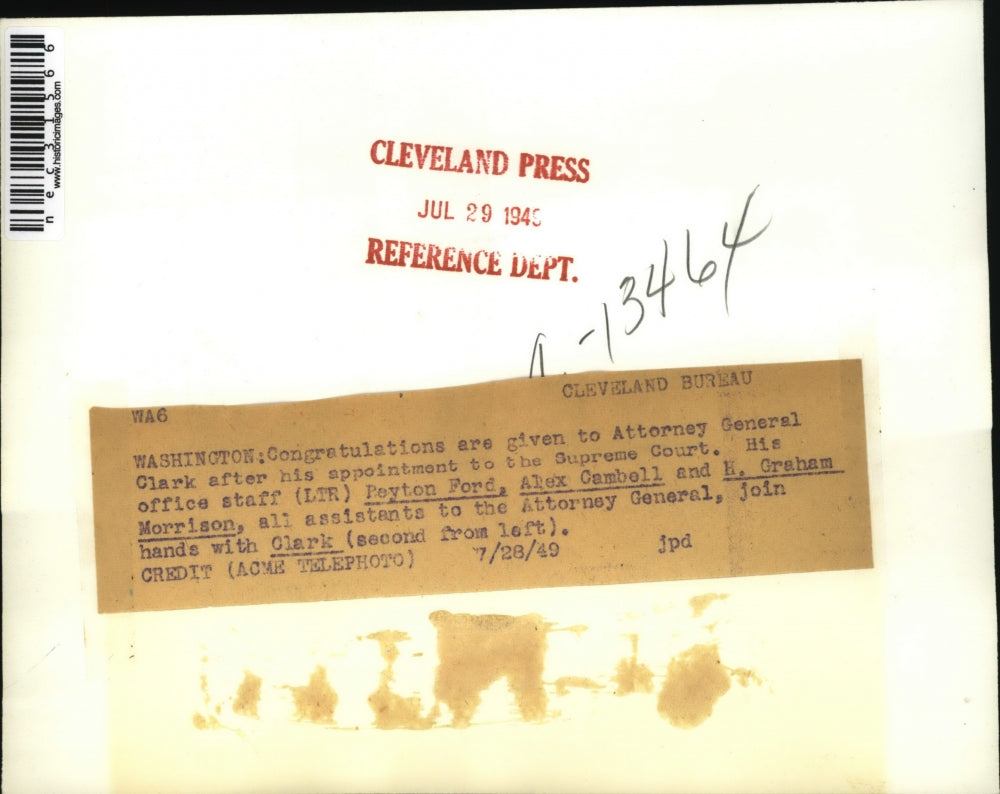 nec31566
www.historicimages.com
CLEVELAND PRESS
JUL 29 1949
REFERENCE DEPT.
-13464
CLEVELAND BUREAU
WA6
WASHINGTON:Congratulations are given to Attorney General
Clark after his appointment to the Supreme Court. His
office staff (LTR) Peyton Ford, Alex Cambell and H. Graham
Morrison, all assistants to the Attorney General, join
hands with Clark (second from left).
CREDIT (ACME TELEPHOTO) 7/28/49 jpd